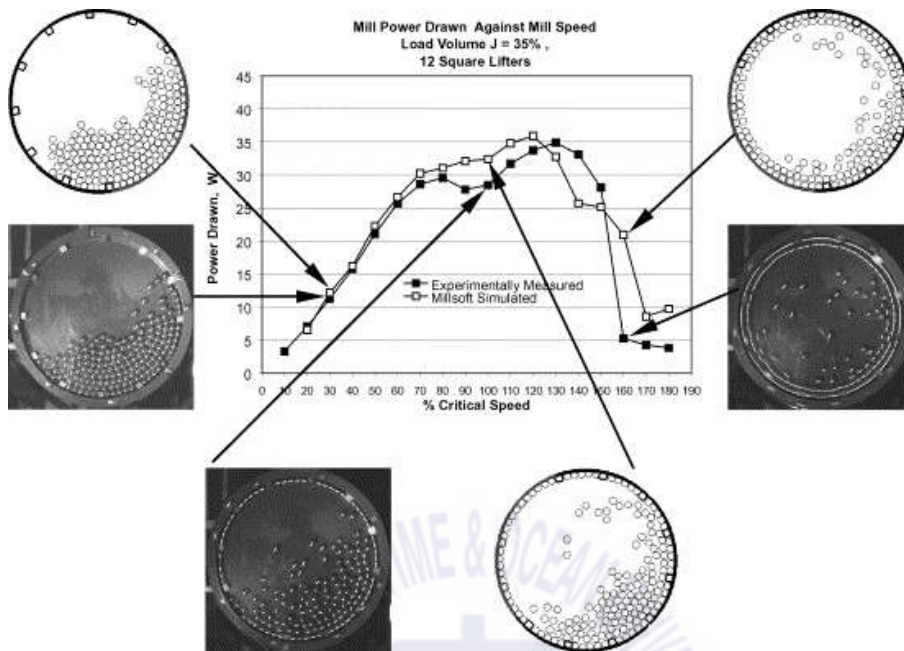 Mill Power Drawn Against Mill Speed
Load Volume J = 35% ,
12 Square Lifters
45
40
35
30
25
20
15
10
5
0
Power Drawn, W
Experimentally Measured
Millsoft Simulated
0 10 20 30 40 50 60 70 80 90 100 110 120 130 140 150 160 170 180 190
% Critical Speed
TIME & OCEAN